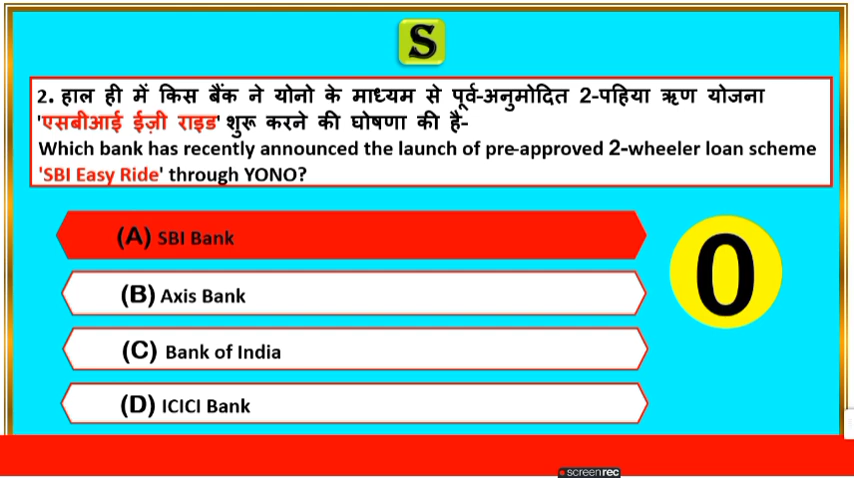 S
2. हाल ही में किस बैंक ने योनो के माध्यम से पूर्व-अनुमोदित 2-पहिया ऋण योजना
'एसबीआई ईज़ी राइड' शुरू करने की घोषणा की है-
Which bank has recently announced the launch of pre-approved 2-wheeler loan scheme
'SBI Easy Ride' through YONO?
(A) SBI Bank
0
(B) Axis Bank
(C) Bank of India
(D) ICICI Bank
screenrec